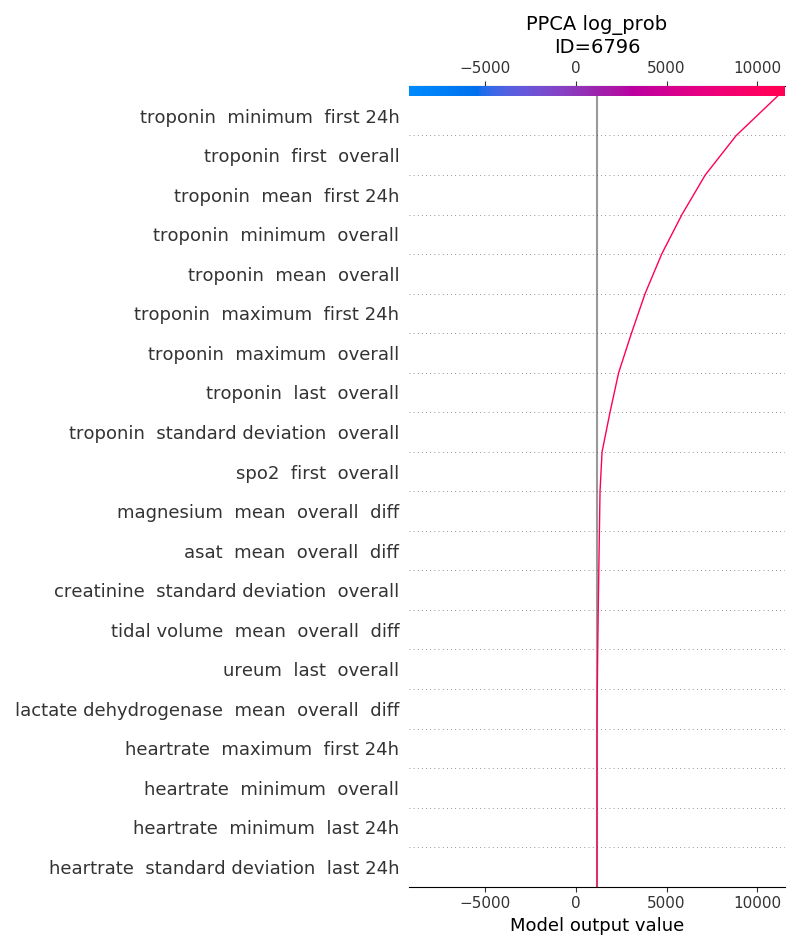 PPCA log_prob
ID=6796
−5000 0 5000 10000
troponin  minimum  first 24h
troponin  first  overall
troponin  mean  first 24h
troponin  minimum  overall
troponin  mean  overall
troponin  maximum  first 24h
troponin  maximum  overall
troponin  last  overall
troponin  standard deviation  overall
spo2  first  overall
magnesium  mean  overall  diff
asat  mean  overall  diff
creatinine  standard deviation  overall
tidal volume  mean  overall  diff
ureum  last  overall
lactate dehydrogenase  mean  overall  diff
heartrate  maximum  first 24h
heartrate  minimum  overall
heartrate  minimum  last 24h
heartrate  standard deviation  last 24h
−5000 0 5000 10000
Model output value